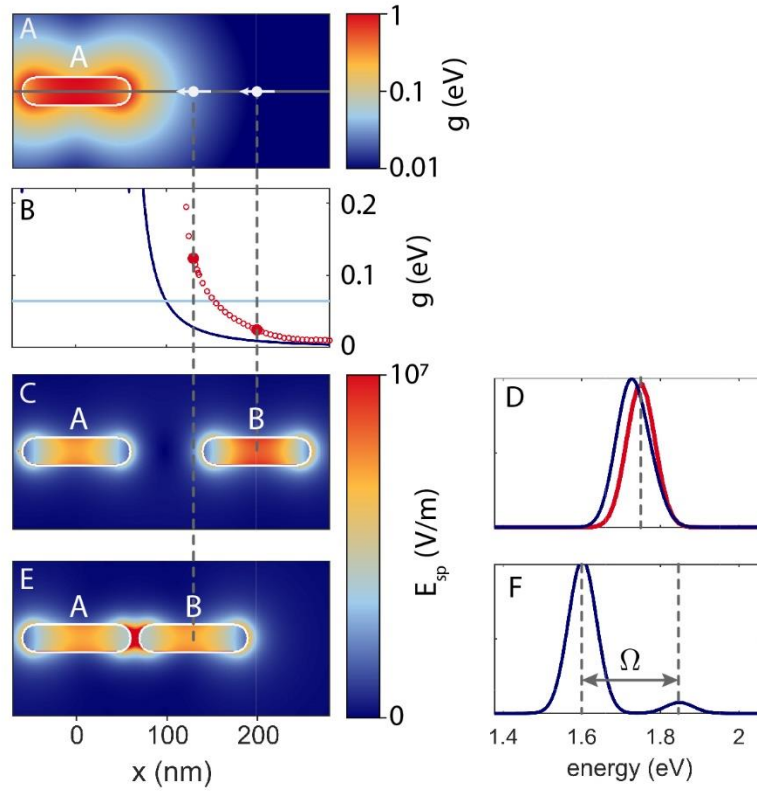 A
A
1
0.1
0.01
g (eV)
B
0.2
0.1
0
g (eV)
C
A
B
10⁷
0
E_sp (V/m)
D
E
A
B
F
Ω
0
100
200
x (nm)
1.4
1.6
1.8
2
energy (eV)